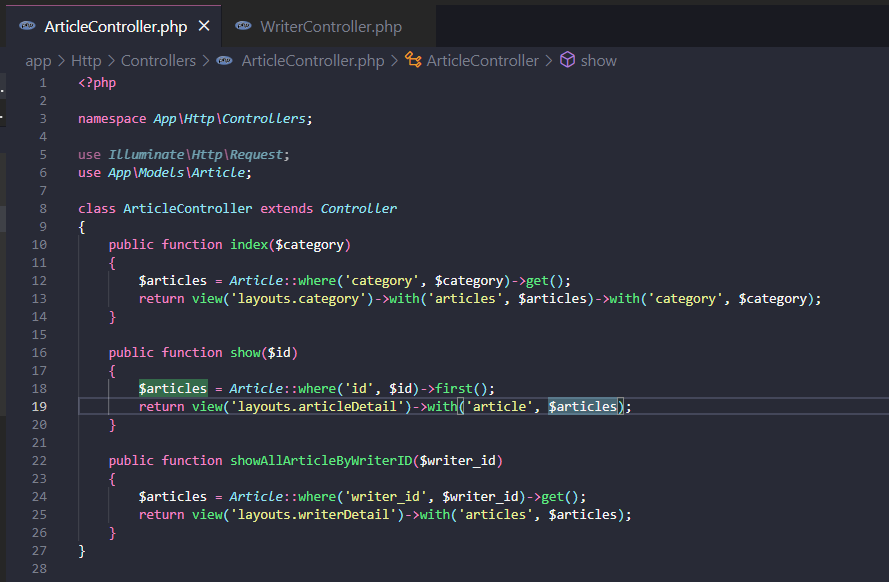 ArticleController.php ×
WriterController.php
app > Http > Controllers > ArticleController.php > ArticleController > show
1 <?php
2
3 namespace App\Http\Controllers;
4
5 use Illuminate\Http\Request;
6 use App\Models\Article;
7
8 class ArticleController extends Controller
9 {
10     public function index($category)
11     {
12         $articles = Article::where('category', $category)->get();
13         return view('layouts.category')->with('articles', $articles)->with('category', $category);
14     }
15
16     public function show($id)
17     {
18         $articles = Article::where('id', $id)->first();
19         return view('layouts.articleDetail')->with('article', $articles);
20     }
21
22     public function showAllArticleByWriterID($writer_id)
23     {
24         $articles = Article::where('writer_id', $writer_id)->get();
25         return view('layouts.writerDetail')->with('articles', $articles);
26     }
27 }
28